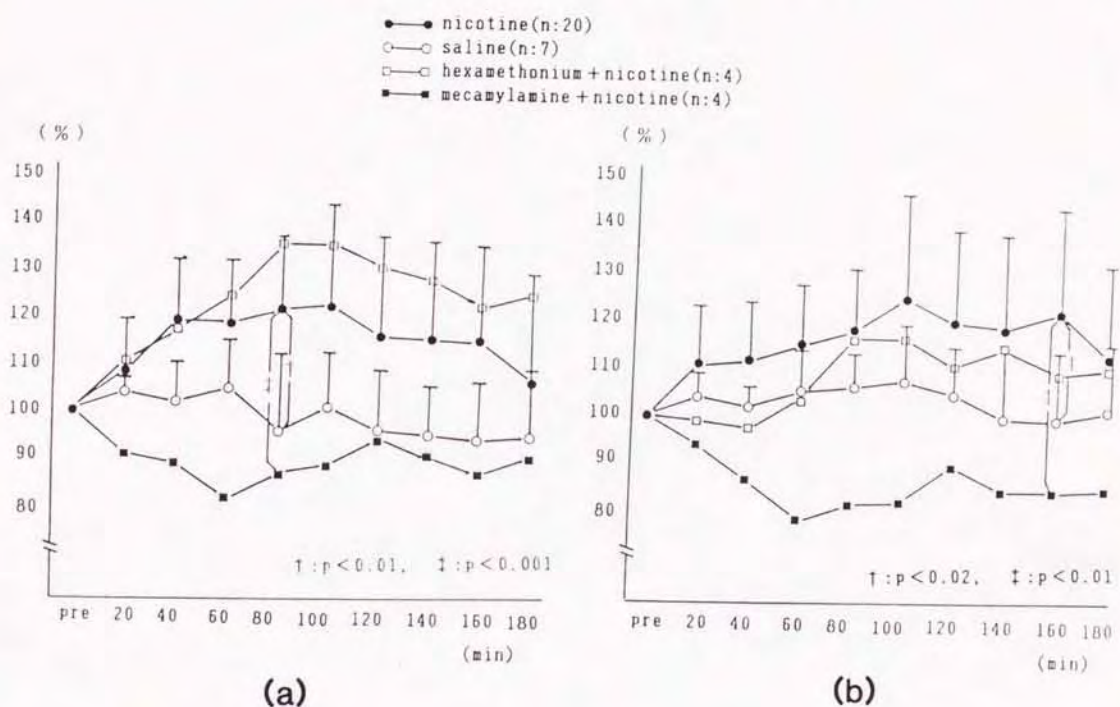 nicotine(n:20)
saline(n:7)
hexamethonium+nicotine(n:4)
mecamylamine+nicotine(n:4)
(%)
150
140
130
120
110
100
90
80
†:p<0.01, ‡:p<0.001
pre 20 40 60 80 100 120 140 160 180
(min)
(a)
(%)
150
140
130
120
110
100
90
80
†:p<0.02, ‡:p<0.01
pre 20 40 60 80 100 120 140 160 180
(min)
(b)